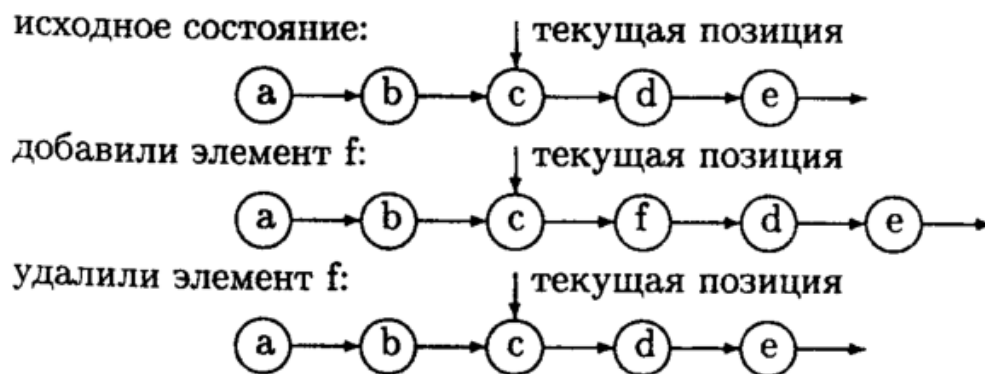 исходное состояние:
текущая позиция
a b c d e
добавили элемент f:
текущая позиция
a b c f d e
удалили элемент f:
текущая позиция
a b c d e